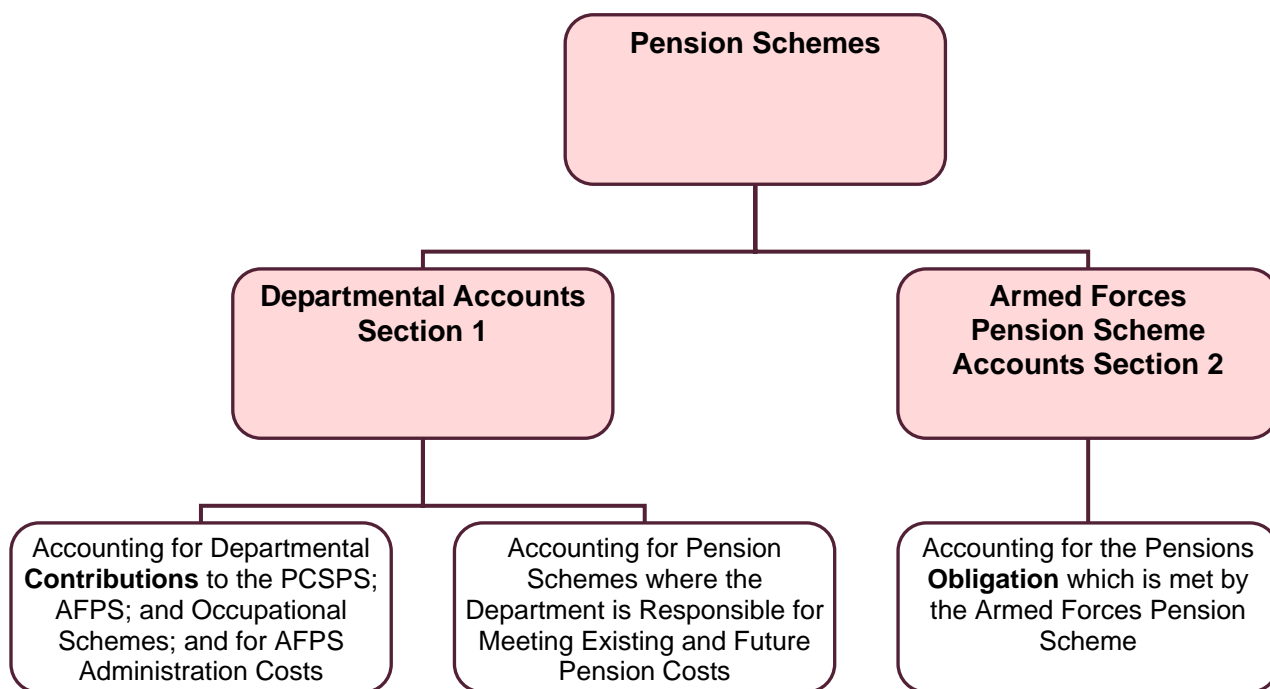 Pension Schemes
Departmental Accounts
Section 1
Armed Forces
Pension Scheme
Accounts Section 2
Accounting for Departmental
Contributions to the PCSPS;
AFPS; and Occupational
Schemes; and for AFPS
Administration Costs
Accounting for Pension
Schemes where the
Department is Responsible for
Meeting Existing and Future
Pension Costs
Accounting for the Pensions
Obligation which is met by
the Armed Forces Pension
Scheme